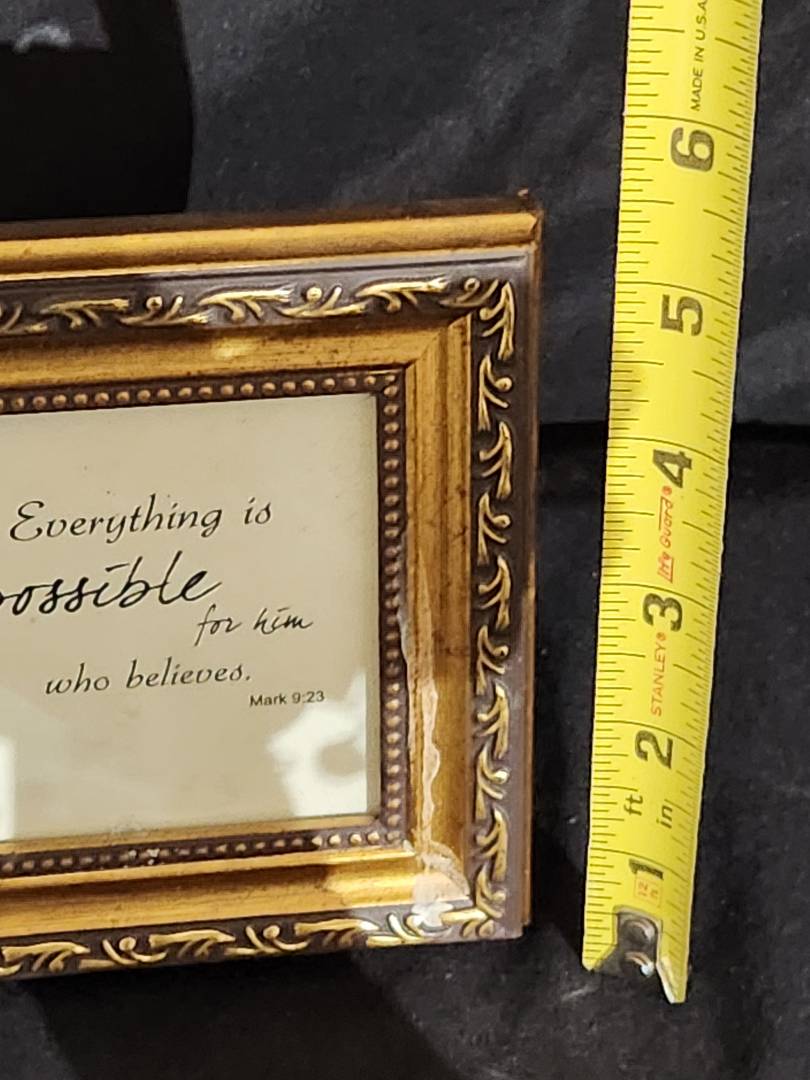 Everything is
possible
for him
who believes.
Mark 9:23
MADE IN U.S.A.
6
5
4
Life Guard®
3
STANLEY®
2
ft
in
1
12